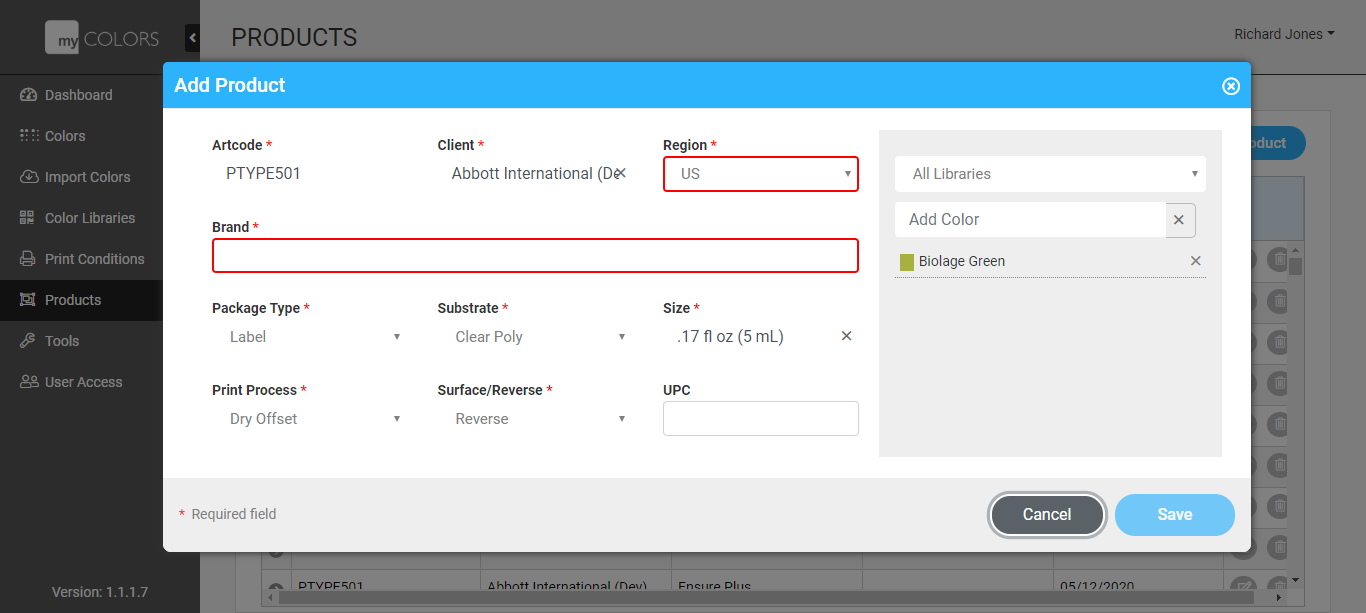 my COLORS
PRODUCTS
Richard Jones
Dashboard
Colors
Import Colors
Color Libraries
Print Conditions
Products
Tools
User Access
Version: 1.1.1.7
Add Product
Artcode *
PTYPE501
Client *
Abbott International (De
Region *
US
Brand *
Package Type *
Label
Substrate *
Clear Poly
Size *
.17 fl oz (5 mL)
Print Process *
Dry Offset
Surface/Reverse *
Reverse
UPC
All Libraries
Add Color
Biolage Green
* Required field
Cancel
Save
oduct
PTYPE501 Abbott International (Dev) Ensure Plus 05/12/2020